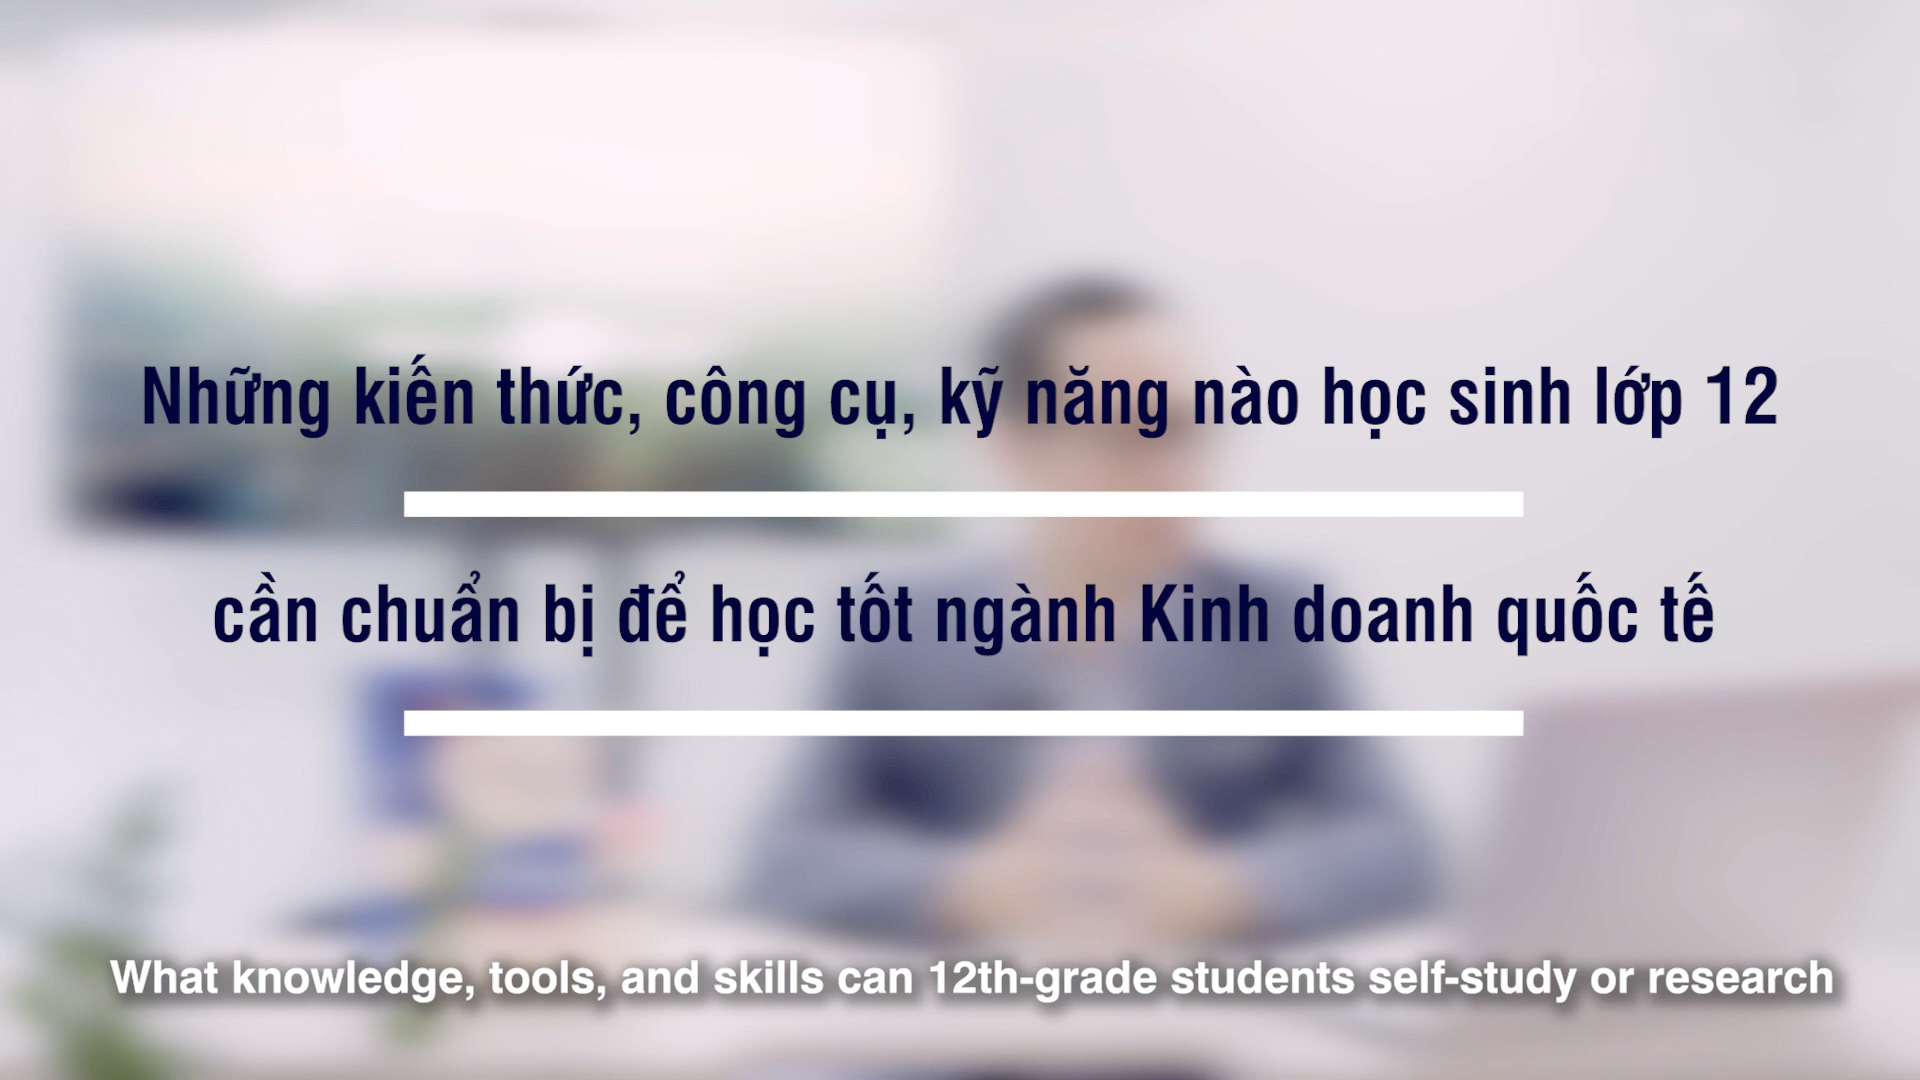 Những kiến thức, công cụ, kỹ năng nào học sinh lớp 12
cần chuẩn bị để học tốt ngành Kinh doanh quốc tế
What knowledge, tools, and skills can 12th-grade students self-study or research